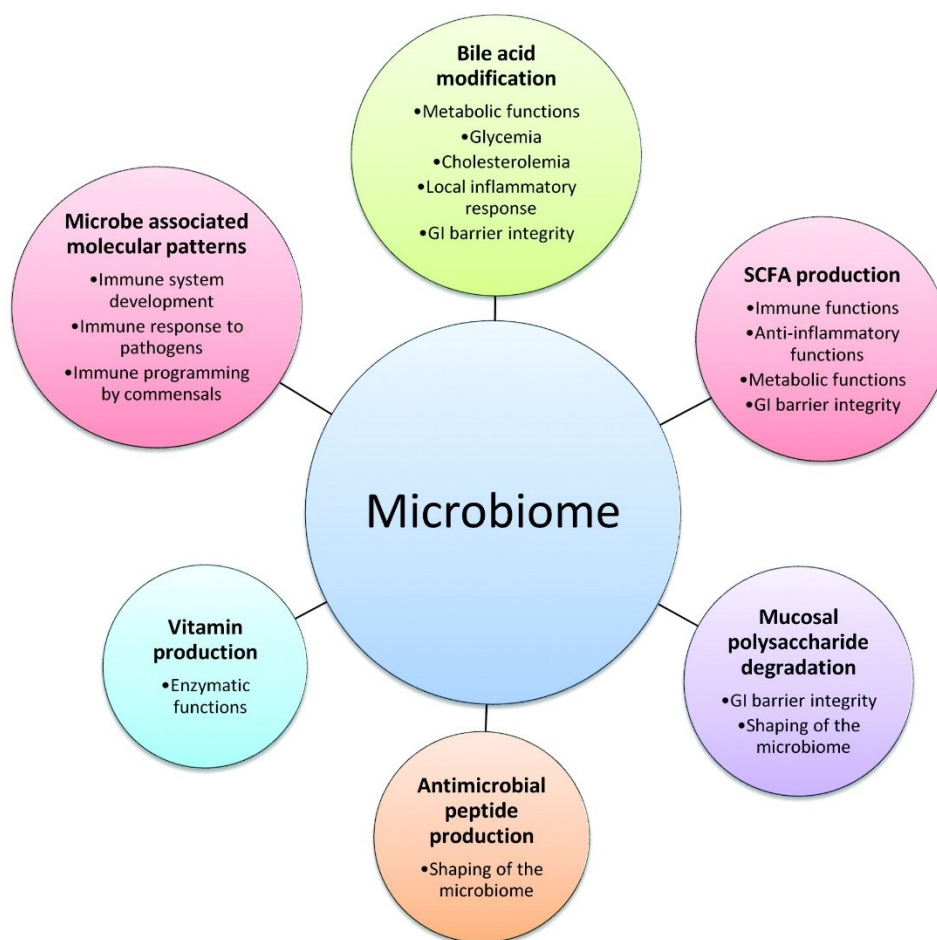 Bile acid
modification
•Metabolic functions
•Glycemia
•Cholesterolemia
•Local inflammatory
response
•GI barrier integrity
Microbe associated
molecular patterns
•Immune system
development
•Immune response to
pathogens
•Immune programming
by commensals
SCFA production
•Immune functions
•Anti-inflammatory
functions
•Metabolic functions
•GI barrier integrity
Microbiome
Vitamin
production
•Enzymatic
functions
Mucosal
polysaccharide
degradation
•GI barrier integrity
•Shaping of the
microbiome
Antimicrobial
peptide
production
•Shaping of the
microbiome